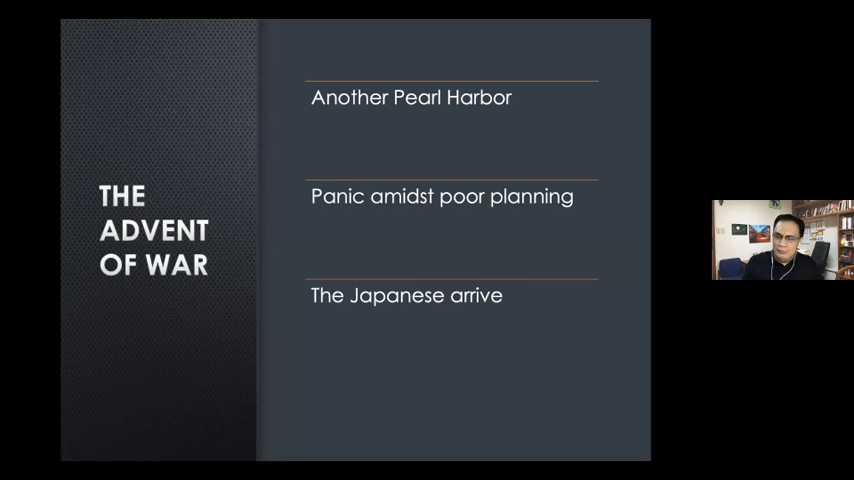 THE
ADVENT
OF WAR
Another Pearl Harbor
Panic amidst poor planning
The Japanese arrive